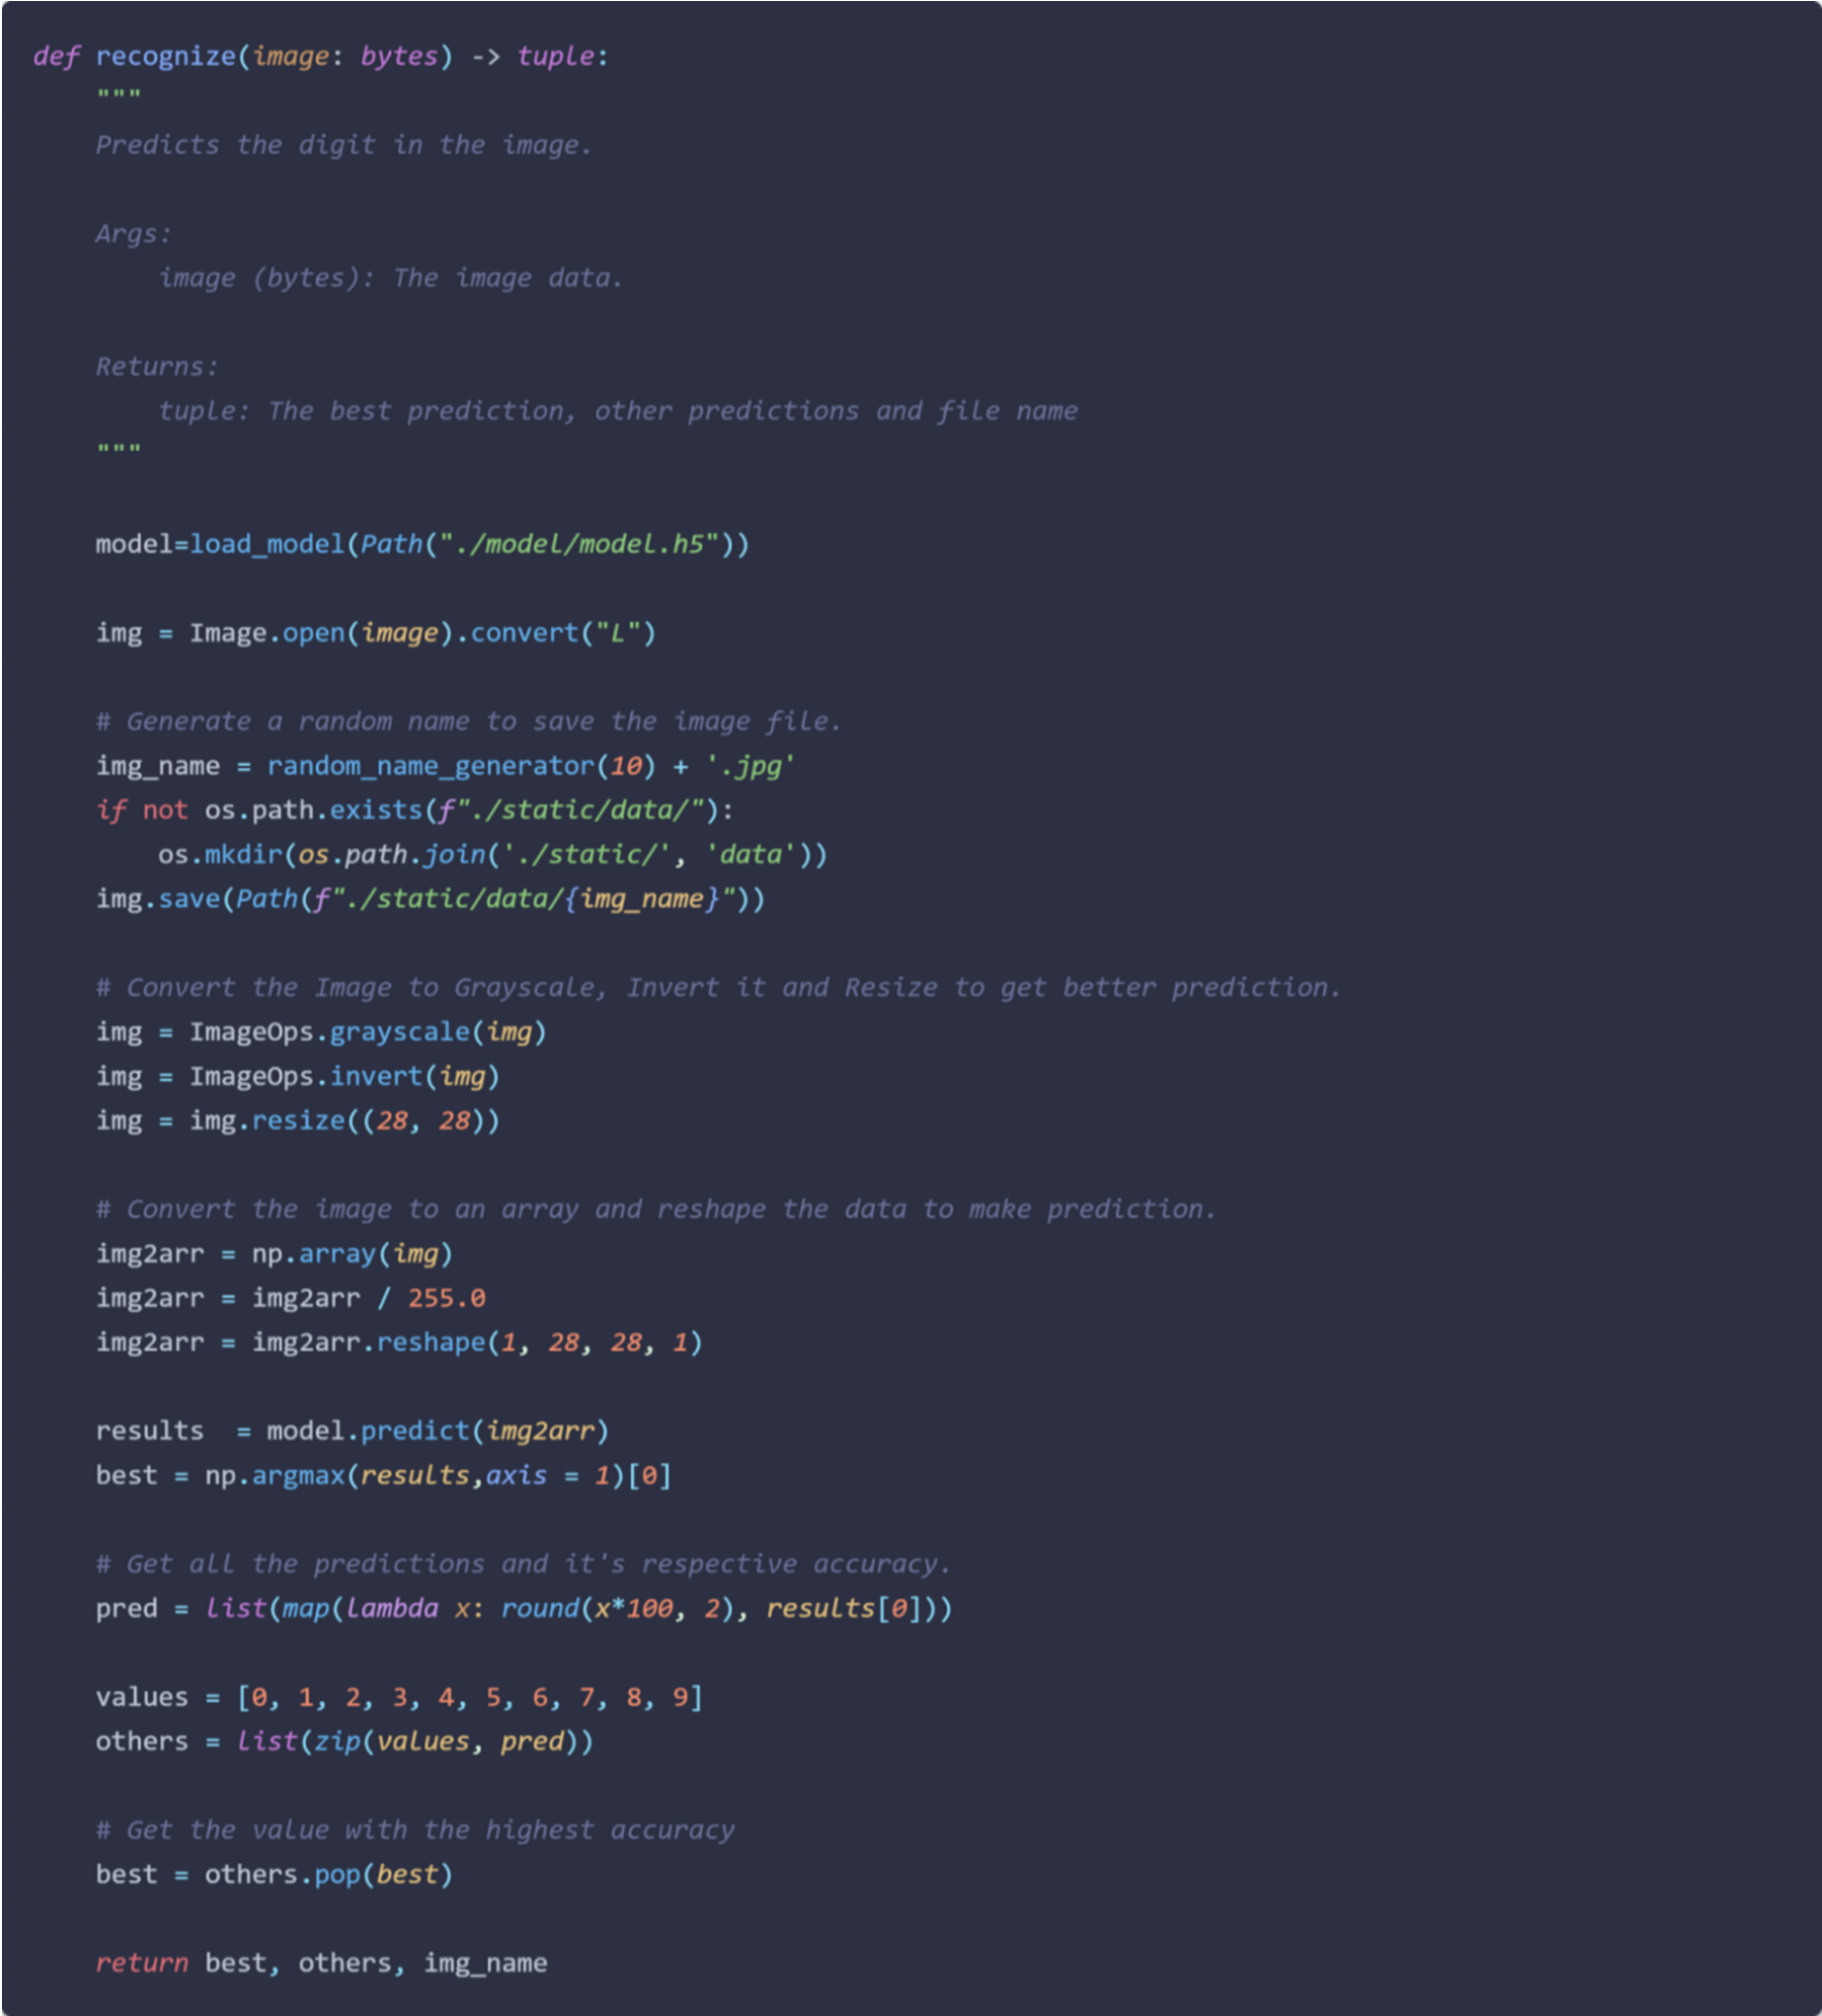 def recognize(image: bytes) -> tuple:
    """
    Predicts the digit in the image.

    Args:
        image (bytes): The image data.

    Returns:
        tuple: The best prediction, other predictions and file name
    """

    model=load_model(Path("./model/model.h5"))

    img = Image.open(image).convert("L")

    # Generate a random name to save the image file.
    img_name = random_name_generator(10) + '.jpg'
    if not os.path.exists(f"./static/data/"):
        os.mkdir(os.path.join('./static/', 'data'))
    img.save(Path(f"./static/data/{img_name}"))

    # Convert the Image to Grayscale, Invert it and Resize to get better prediction.
    img = ImageOps.grayscale(img)
    img = ImageOps.invert(img)
    img = img.resize((28, 28))

    # Convert the image to an array and reshape the data to make prediction.
    img2arr = np.array(img)
    img2arr = img2arr / 255.0
    img2arr = img2arr.reshape(1, 28, 28, 1)

    results  = model.predict(img2arr)
    best = np.argmax(results,axis = 1)[0]

    # Get all the predictions and it's respective accuracy.
    pred = list(map(lambda x: round(x*100, 2), results[0]))

    values = [0, 1, 2, 3, 4, 5, 6, 7, 8, 9]
    others = list(zip(values, pred))

    # Get the value with the highest accuracy
    best = others.pop(best)

    return best, others, img_name